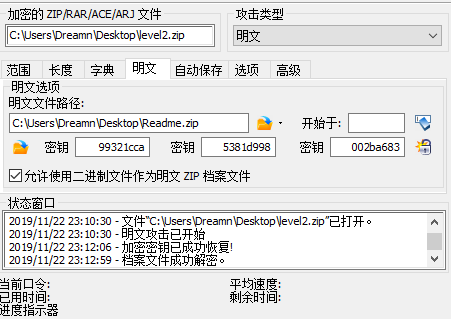 加密的 ZIP/RAR/ACE/ARJ 文件
攻击类型
C:\Users\Dreamn\Desktop\level2.zip
明文
范围 长度 字典 明文 自动保存 选项 高级
明文选项
明文文件路径:
C:\Users\Dreamn\Desktop\Readme.zip
开始于:
密钥 99321cca 密钥 5381d998 密钥 002ba683
允许使用二进制文件作为明文 ZIP 档案文件
状态窗口
2019/11/22 23:10:30 - 文件“C:\Users\Dreamn\Desktop\level2.zip”已打开。
2019/11/22 23:10:30 - 明文攻击已开始
2019/11/22 23:12:06 - 加密密钥已成功恢复!
2019/11/22 23:12:59 - 档案文件成功解密。
当前口令: 平均速度:
已用时间: 剩余时间:
进度指示器